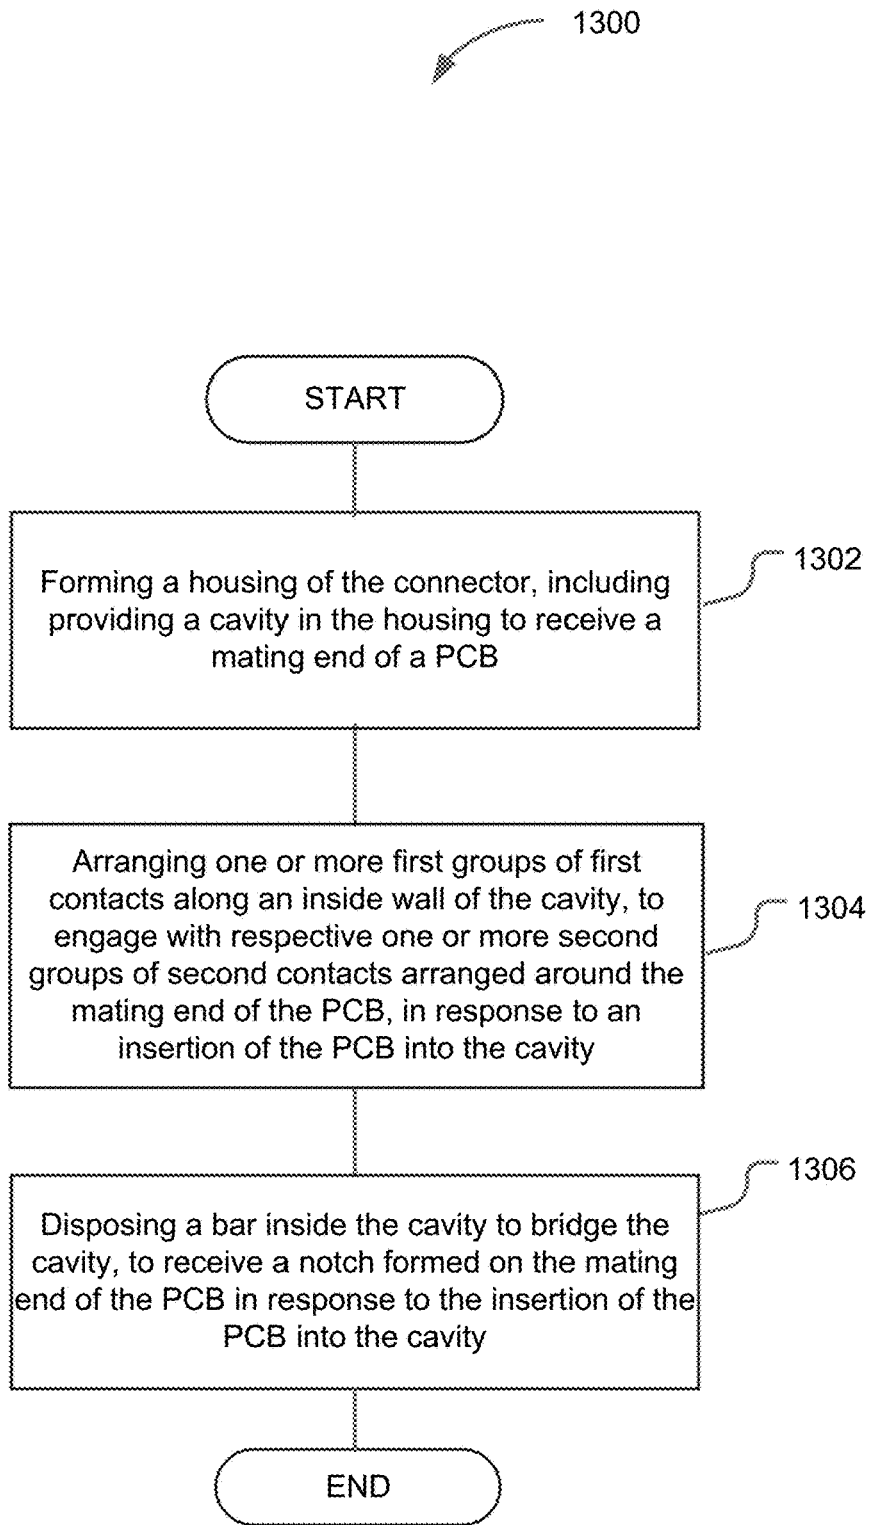 1300
START
Forming a housing of the connector, including
providing a cavity in the housing to receive a
mating end of a PCB
1302
Arranging one or more first groups of first
contacts along an inside wall of the cavity, to
engage with respective one or more second
groups of second contacts arranged around the
mating end of the PCB, in response to an
insertion of the PCB into the cavity
1304
Disposing a bar inside the cavity to bridge the
cavity, to receive a notch formed on the mating
end of the PCB in response to the insertion of the
PCB into the cavity
1306
END